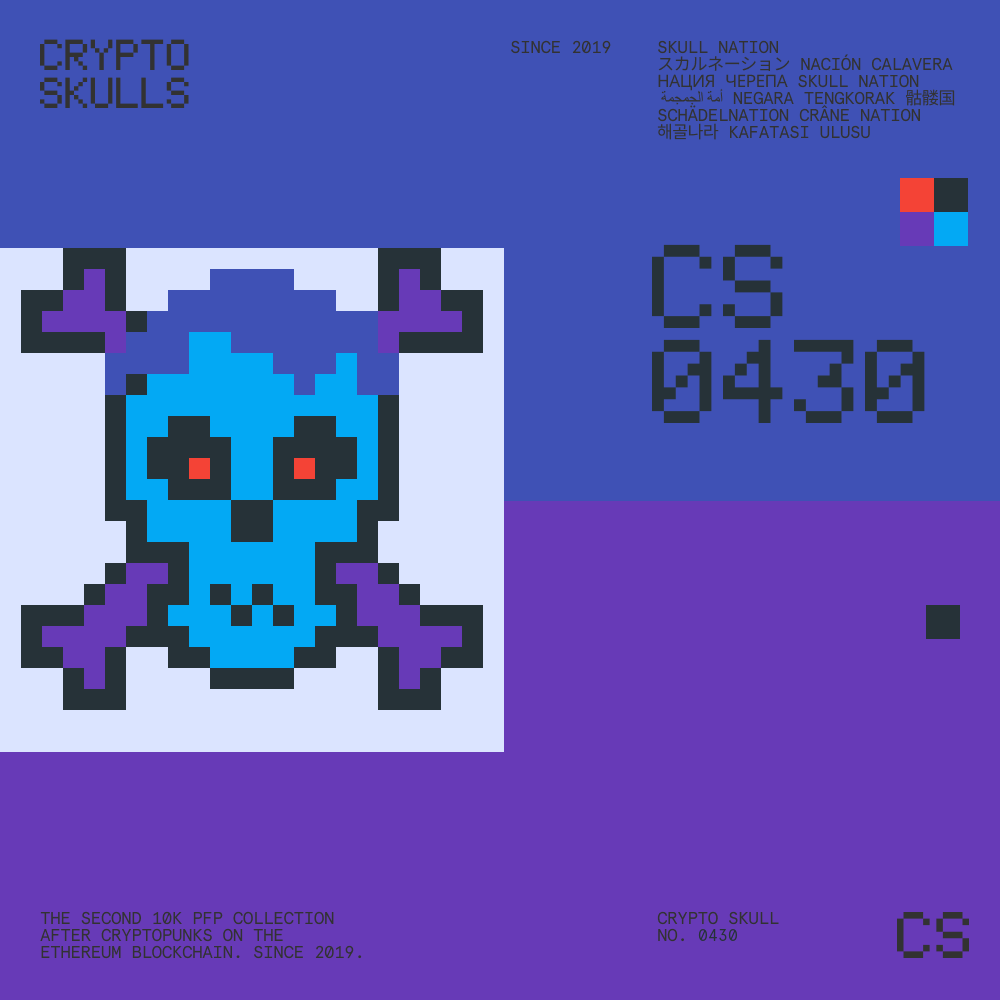 CRYPTO
SKULLS
SINCE 2019
SKULL NATION
スカルネーション NACIÓN CALAVERA
НАЦИЯ ЧЕРЕПА SKULL NATION
أمة الجمجمة NEGARA TENGKORAK 骷髅国
SCHÄDELNATION CRÂNE NATION
해골나라 KAFATASI ULUSU
CS
0430
THE SECOND 10K PFP COLLECTION
AFTER CRYPTOPUNKS ON THE
ETHEREUM BLOCKCHAIN. SINCE 2019.
CRYPTO SKULL
NO. 0430
CS